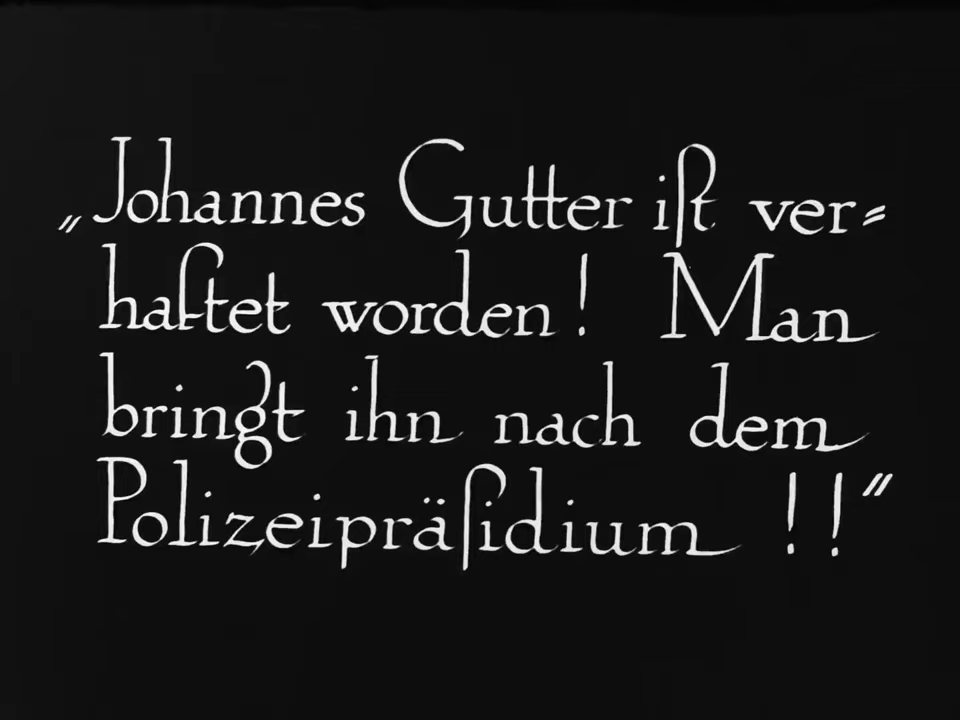 „Johannes Gutter iſt ver⸗
haftet worden! Man
bringt ihn nach dem
Polizeipräſidium !!“